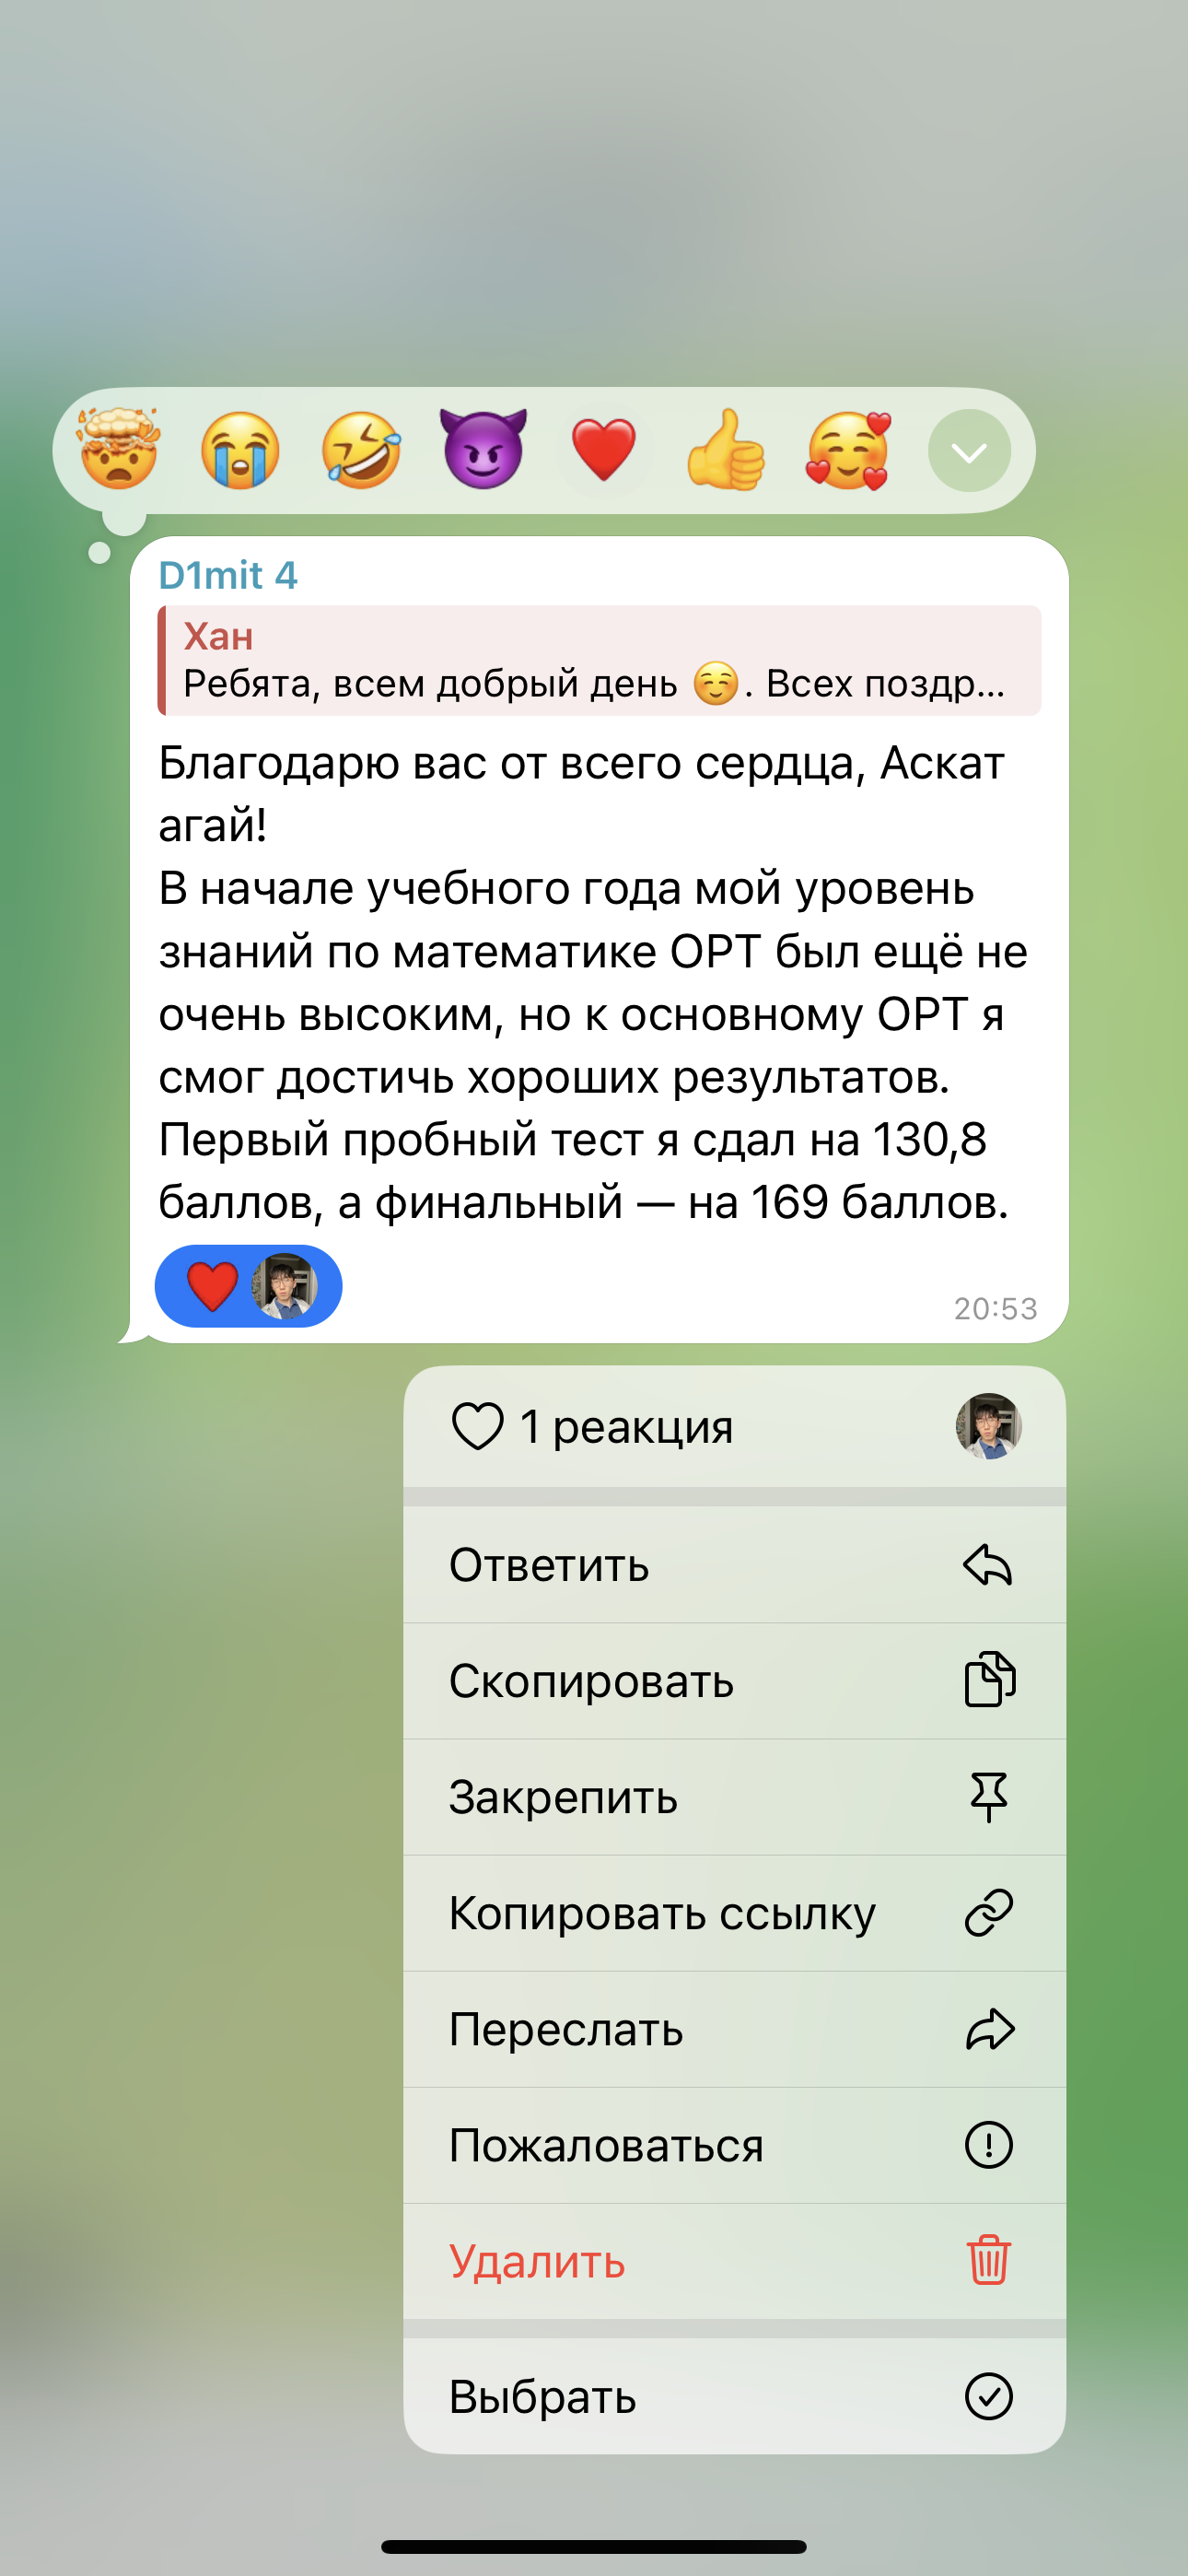 D1mit 4
Хан
Ребята, всем добрый день ☺️. Всех поздр...
Благодарю вас от всего сердца, Аскат
агай!
В начале учебного года мой уровень
знаний по математике ОРТ был ещё не
очень высоким, но к основному ОРТ я
смог достичь хороших результатов.
Первый пробный тест я сдал на 130,8
баллов, а финальный — на 169 баллов.
20:53
1 реакция
Ответить
Скопировать
Закрепить
Копировать ссылку
Переслать
Пожаловаться
Удалить
Выбрать